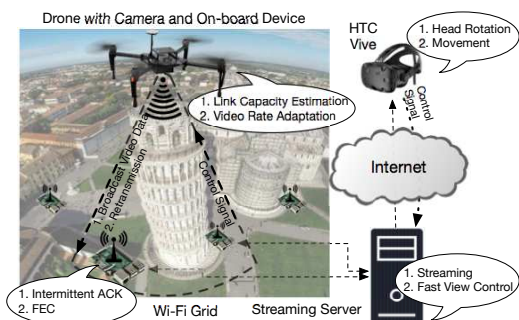 Drone with Camera and On-board Device
HTC
Vive
1. Head Rotation
2. Movement
1. Link Capacity Estimation
2. Video Rate Adaptation
Control
Signal
1. Broadcast Video Data
2. Retransmission
Control Signal
Internet
1. Intermittent ACK
2. FEC
Wi-Fi Grid
Streaming Server
1. Streaming
2. Fast View Control